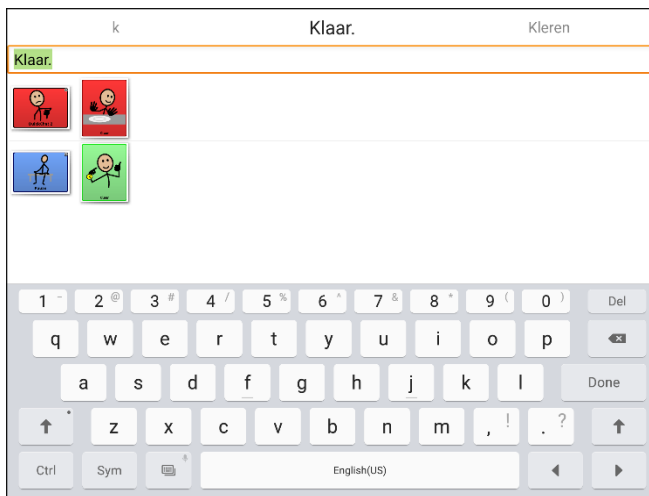 k Klaar. Kleren
Klaar.
1 - 2 @ 3 # 4 / 5 % 6 ^ 7 & 8 * 9 ( 0 ) Del
q w e r t y u i o p
a s d f g h j k l Done
z x c v b n m , ! . ?
Ctrl Sym English(US)